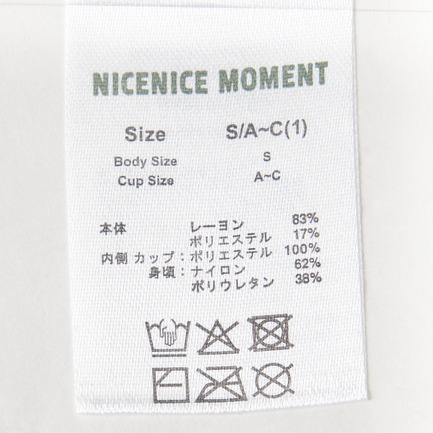 NICENICE MOMENT
Size S/A~C(1)
Body Size S
Cup Size A~C
本体 レーヨン 83%
ポリエステル 17%
内側 カップ：ポリエステル 100%
身頃：ナイロン 62%
ポリウレタン 38%